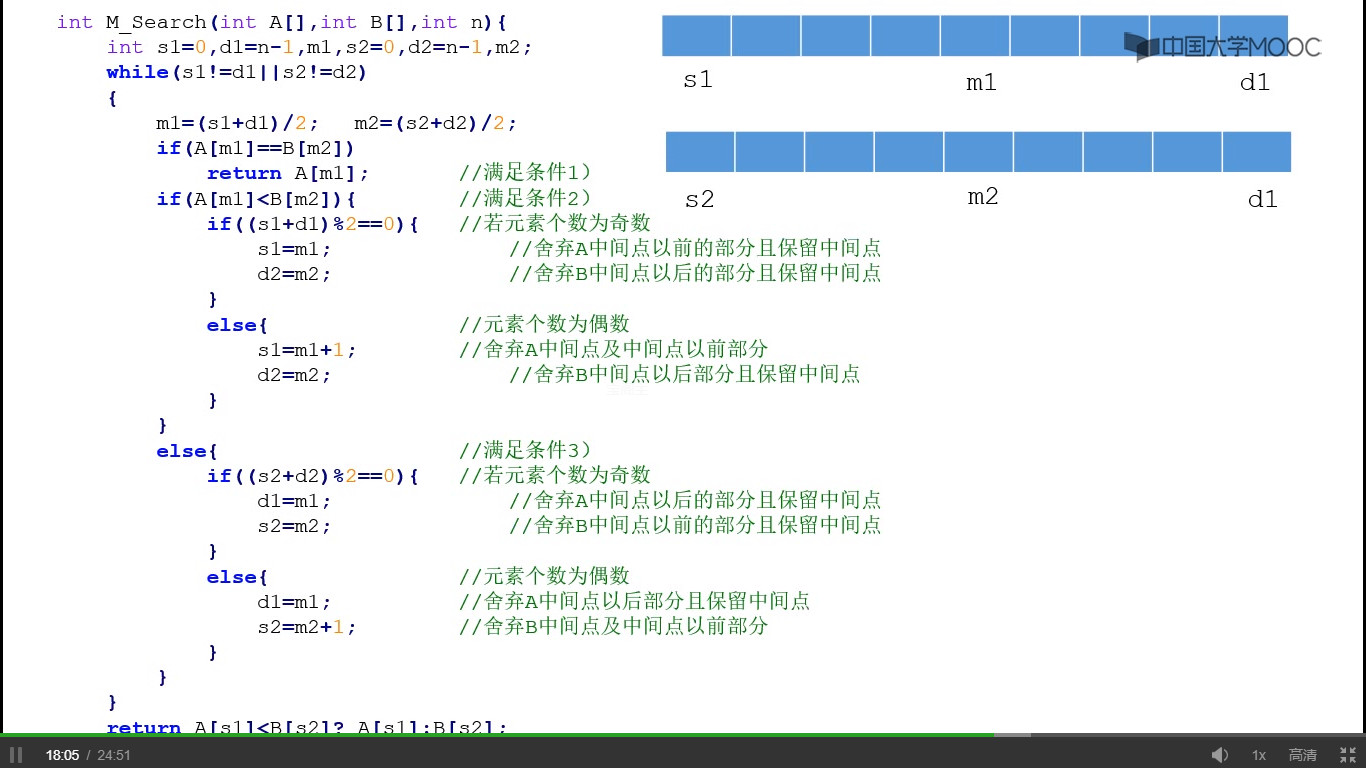 int M_Search(int A[],int B[],int n){
int s1=0,d1=n-1,m1,s2=0,d2=n-1,m2;
while(s1!=d1||s2!=d2)
{
m1=(s1+d1)/2; m2=(s2+d2)/2;
if(A[m1]==B[m2])
return A[m1]; //满足条件1)
if(A[m1]<B[m2]){ //满足条件2)
if((s1+d1)%2==0){ //若元素个数为奇数
s1=m1; //舍弃A中间点以前的部分且保留中间点
d2=m2; //舍弃B中间点以后的部分且保留中间点
}
else{ //元素个数为偶数
s1=m1+1; //舍弃A中间点及中间点以前部分
d2=m2; //舍弃B中间点以后部分且保留中间点
}
}
else{ //满足条件3)
if((s2+d2)%2==0){ //若元素个数为奇数
d1=m1; //舍弃A中间点以后的部分且保留中间点
s2=m2; //舍弃B中间点以前的部分且保留中间点
}
else{ //元素个数为偶数
d1=m1; //舍弃A中间点以后部分且保留中间点
s2=m2+1; //舍弃B中间点及中间点以前部分
}
}
}
return A[s1]<B[s2]? A[s1]:B[s2];
中国大学MOOC
s1 m1 d1
s2 m2 d1
18:05 / 24:51 1x 高清